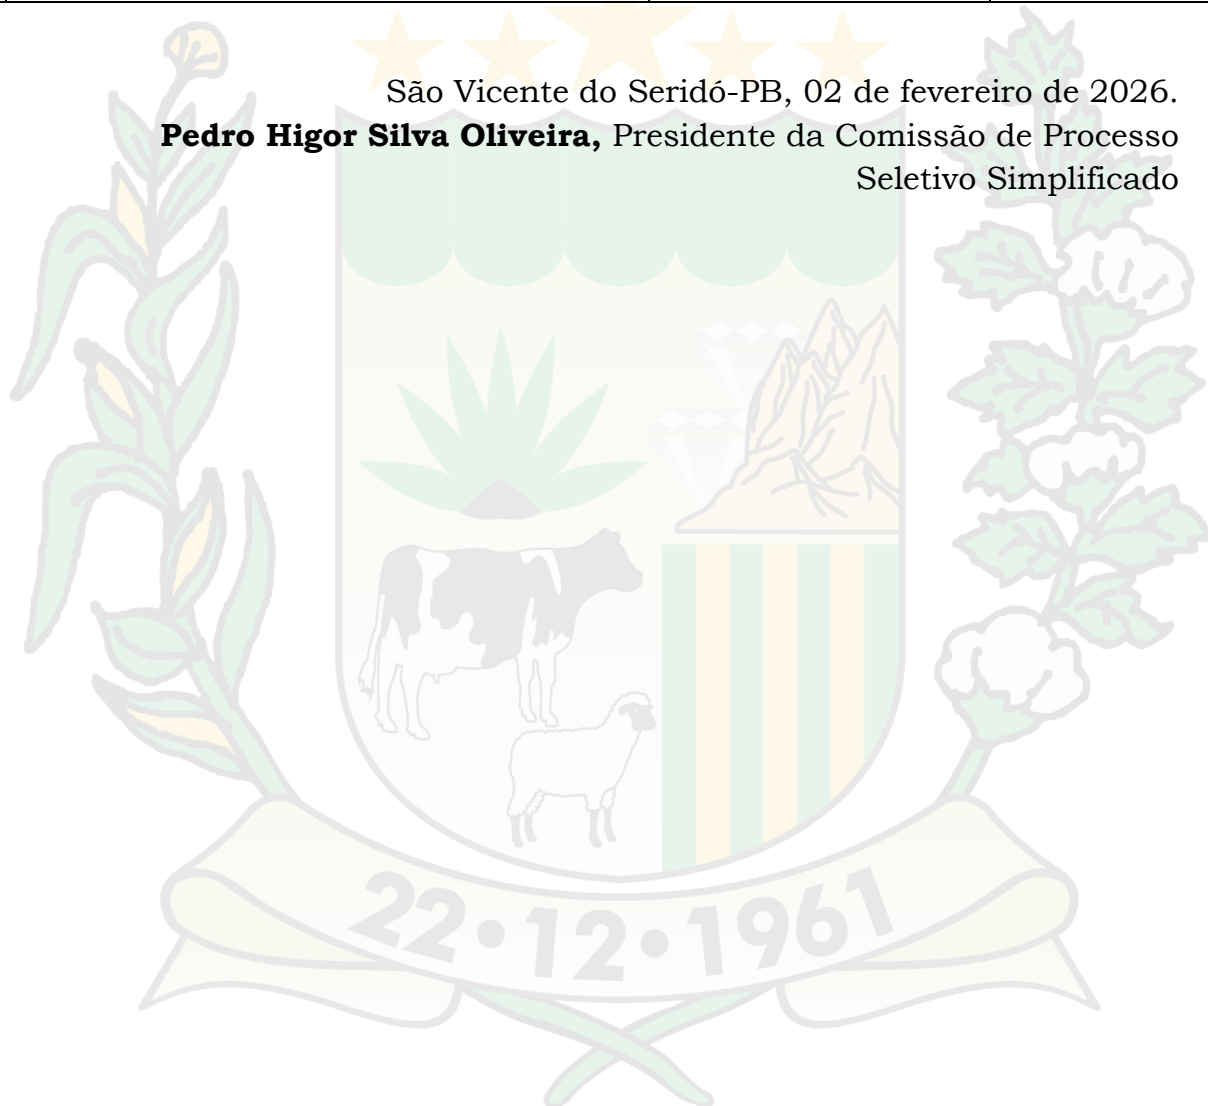 São Vicente do Seridó-PB, 02 de fevereiro de 2026.
Pedro Higor Silva Oliveira, Presidente da Comissão de Processo
Seletivo Simplificado
22•12•1961